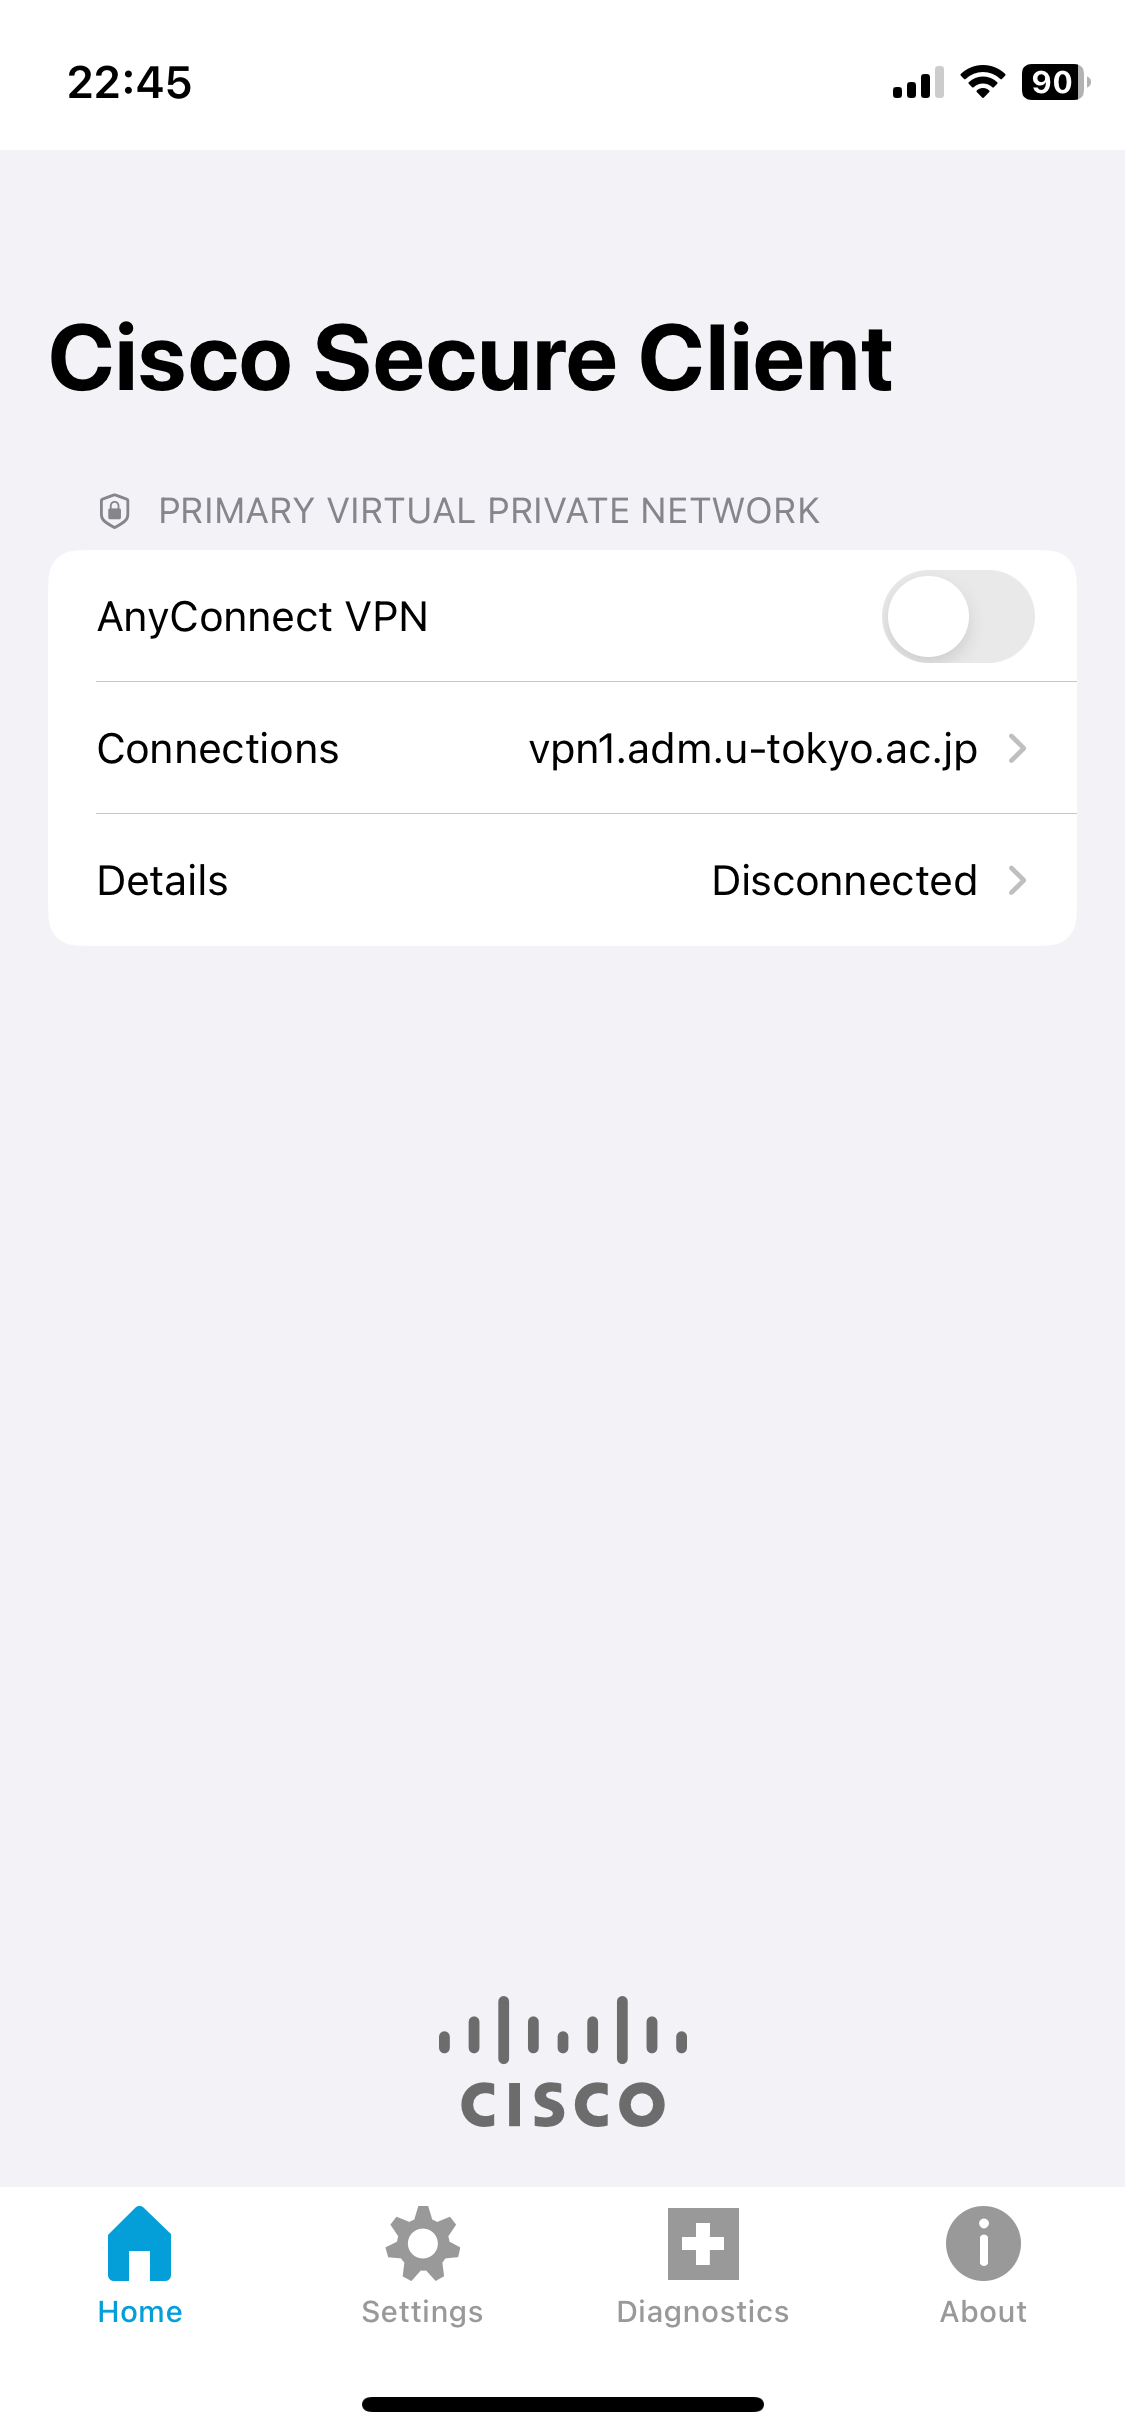 22:45
90
Cisco Secure Client
PRIMARY VIRTUAL PRIVATE NETWORK
AnyConnect VPN
Connections vpn1.adm.u-tokyo.ac.jp
Details Disconnected
CISCO
Home Settings Diagnostics About